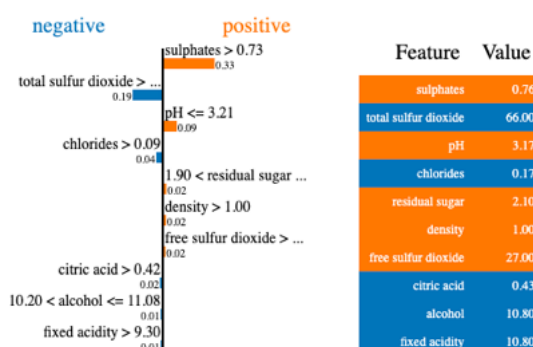 negative positive
sulphates > 0.73
0.33
total sulfur dioxide > ...
0.19
pH <= 3.21
0.09
chlorides > 0.09
0.04
1.90 < residual sugar ...
0.02
density > 1.00
0.02
free sulfur dioxide > ...
0.02
citric acid > 0.42
0.02
10.20 < alcohol <= 11.08
0.01
fixed acidity > 9.30
0.01
Feature Value
sulphates 0.76
total sulfur dioxide 66.00
pH 3.17
chlorides 0.17
residual sugar 2.10
density 1.00
free sulfur dioxide 27.00
citric acid 0.43
alcohol 10.80
fixed acidity 10.80